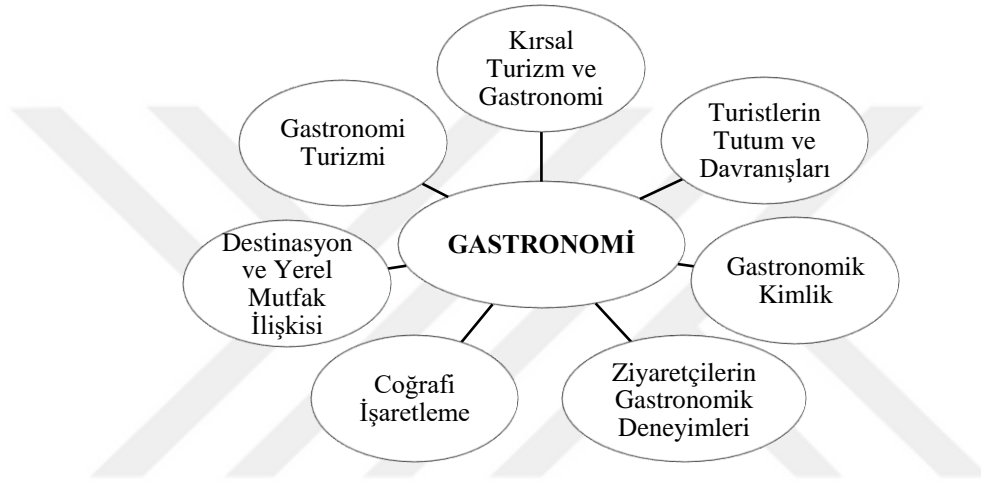 Kırsal
Turizm ve
Gastronomi
Turistlerin
Tutum ve
Davranışları
Gastronomi
Turizmi
GASTRONOMİ
Destinasyon
ve Yerel
Mutfak
İlişkisi
Gastronomik
Kimlik
Coğrafi
İşaretleme
Ziyaretçilerin
Gastronomik
Deneyimleri